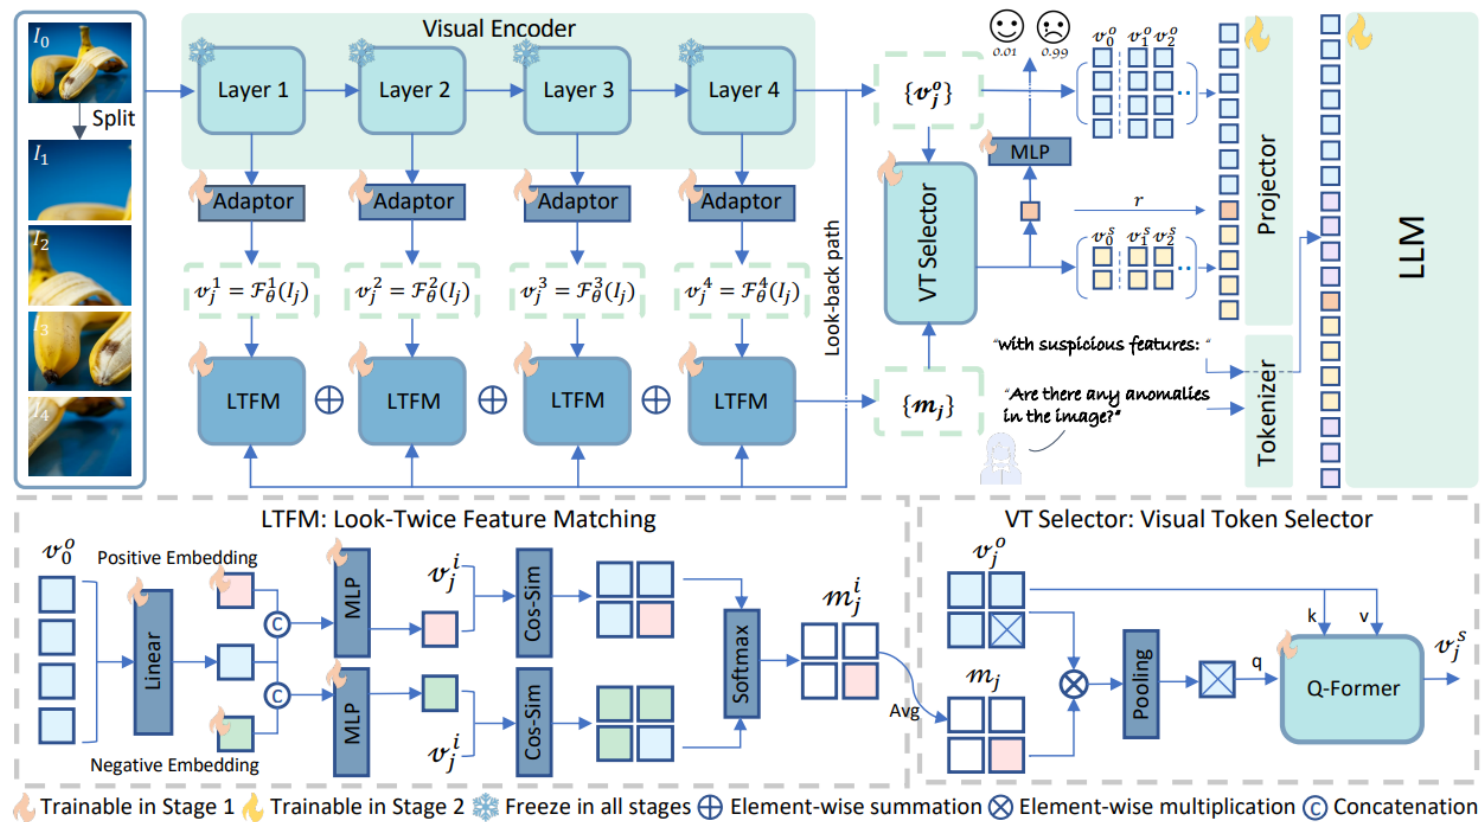 I_0
Split
I_1
I_2
I_3
I_4
Visual Encoder
Layer 1
Layer 2
Layer 3
Layer 4
Adaptor
Adaptor
Adaptor
Adaptor
v_j^1 = F_θ^1(I_j)
v_j^2 = F_θ^2(I_j)
v_j^3 = F_θ^3(I_j)
v_j^4 = F_θ^4(I_j)
LTFM ⊕ LTFM ⊕ LTFM ⊕ LTFM
Look-back path
{v_j^o}
VT Selector
{m_j}
0.01
0.99
MLP
r
v_0^o v_1^o v_2^o
..
v_0^s v_1^s v_2^s
..
Projector
"with suspicious features: "
"Are there any anomalies
in the image?"
Tokenizer
LLM
LTFM: Look-Twice Feature Matching
v_0^o
Positive Embedding
Linear
Negative Embedding
C
C
MLP
MLP
v_j^i
v_j^i
Cos-Sim
Cos-Sim
Softmax
m_j^i
Avg
VT Selector: Visual Token Selector
v_j^o
m_j
Pooling
q
k
v
Q-Former
v_j^s
Trainable in Stage 1
Trainable in Stage 2
Freeze in all stages
⊕ Element-wise summation
⊗ Element-wise multiplication
Ⓒ Concatenation